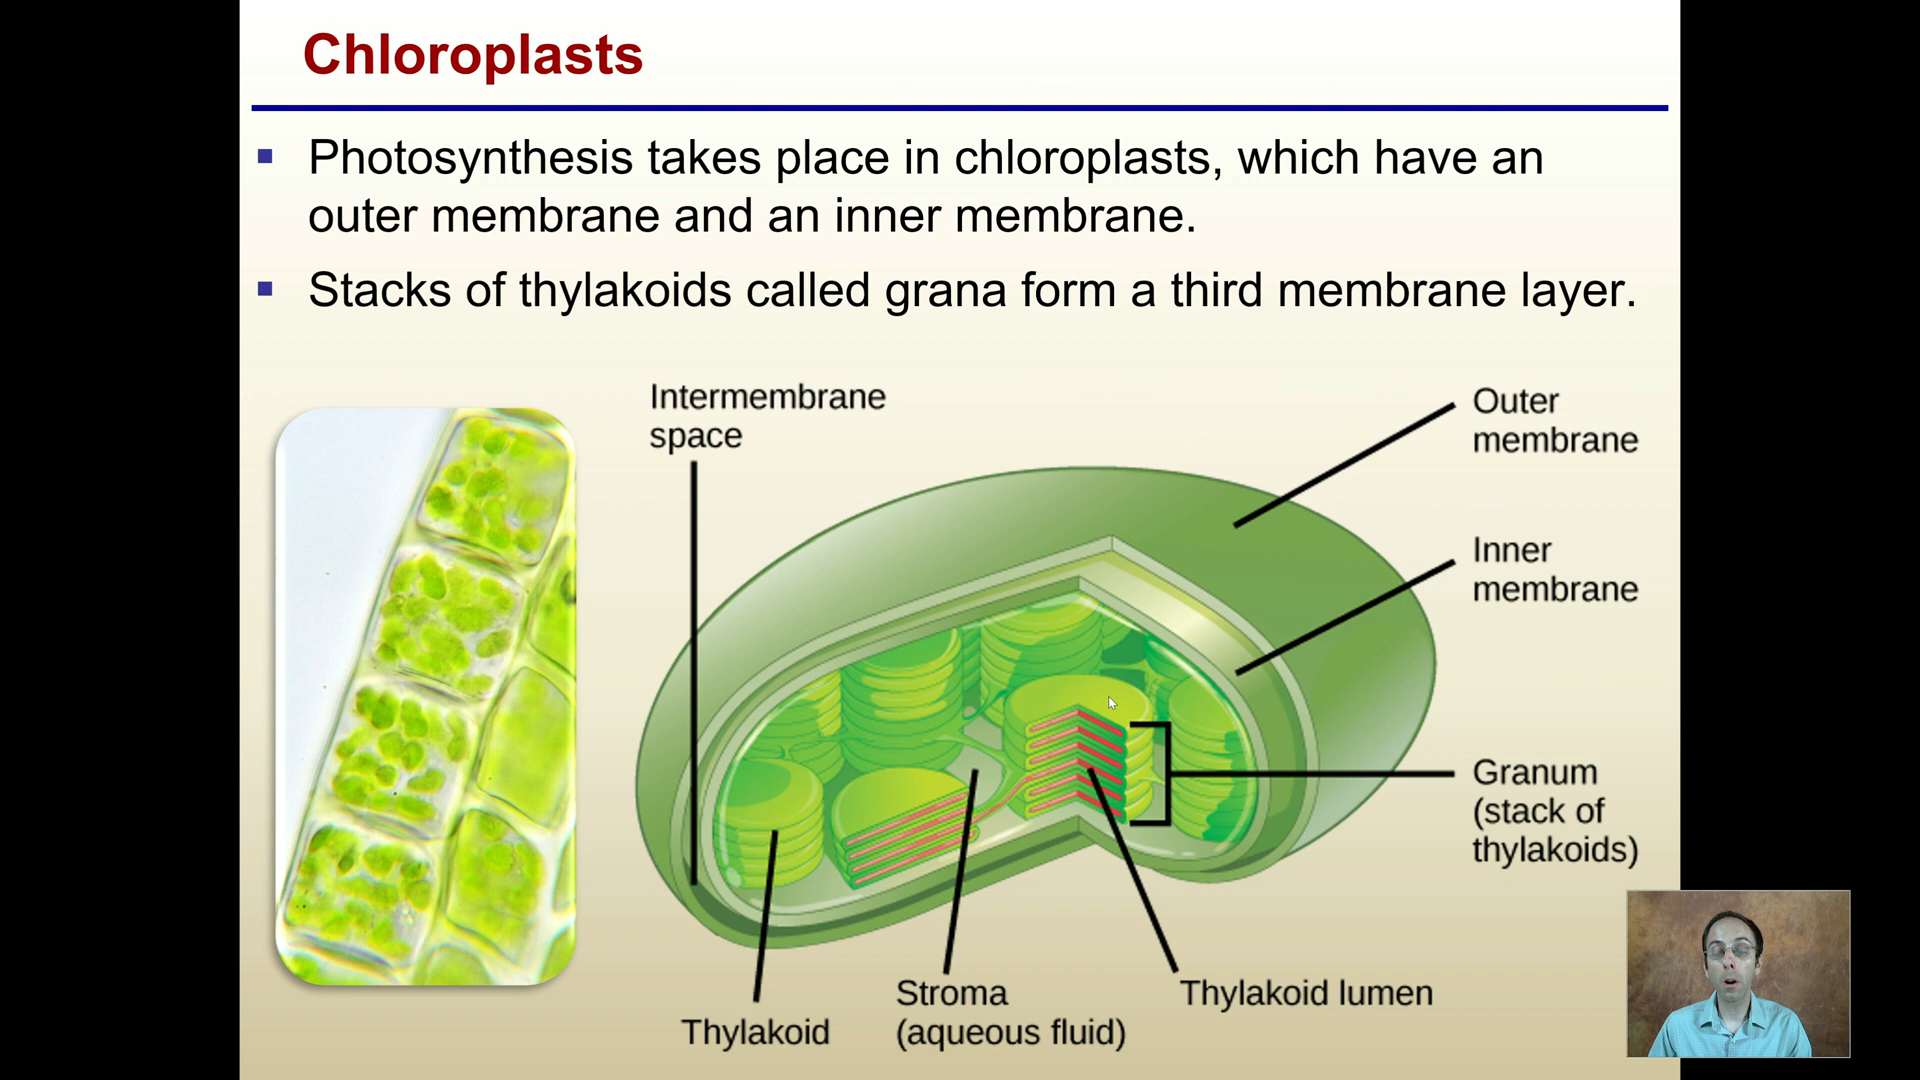 Chloroplasts
Photosynthesis takes place in chloroplasts, which have an
outer membrane and an inner membrane.
Stacks of thylakoids called grana form a third membrane layer.
Intermembrane
space
Outer
membrane
Inner
membrane
Granum
(stack of
thylakoids)
Thylakoid
Stroma
(aqueous fluid)
Thylakoid lumen